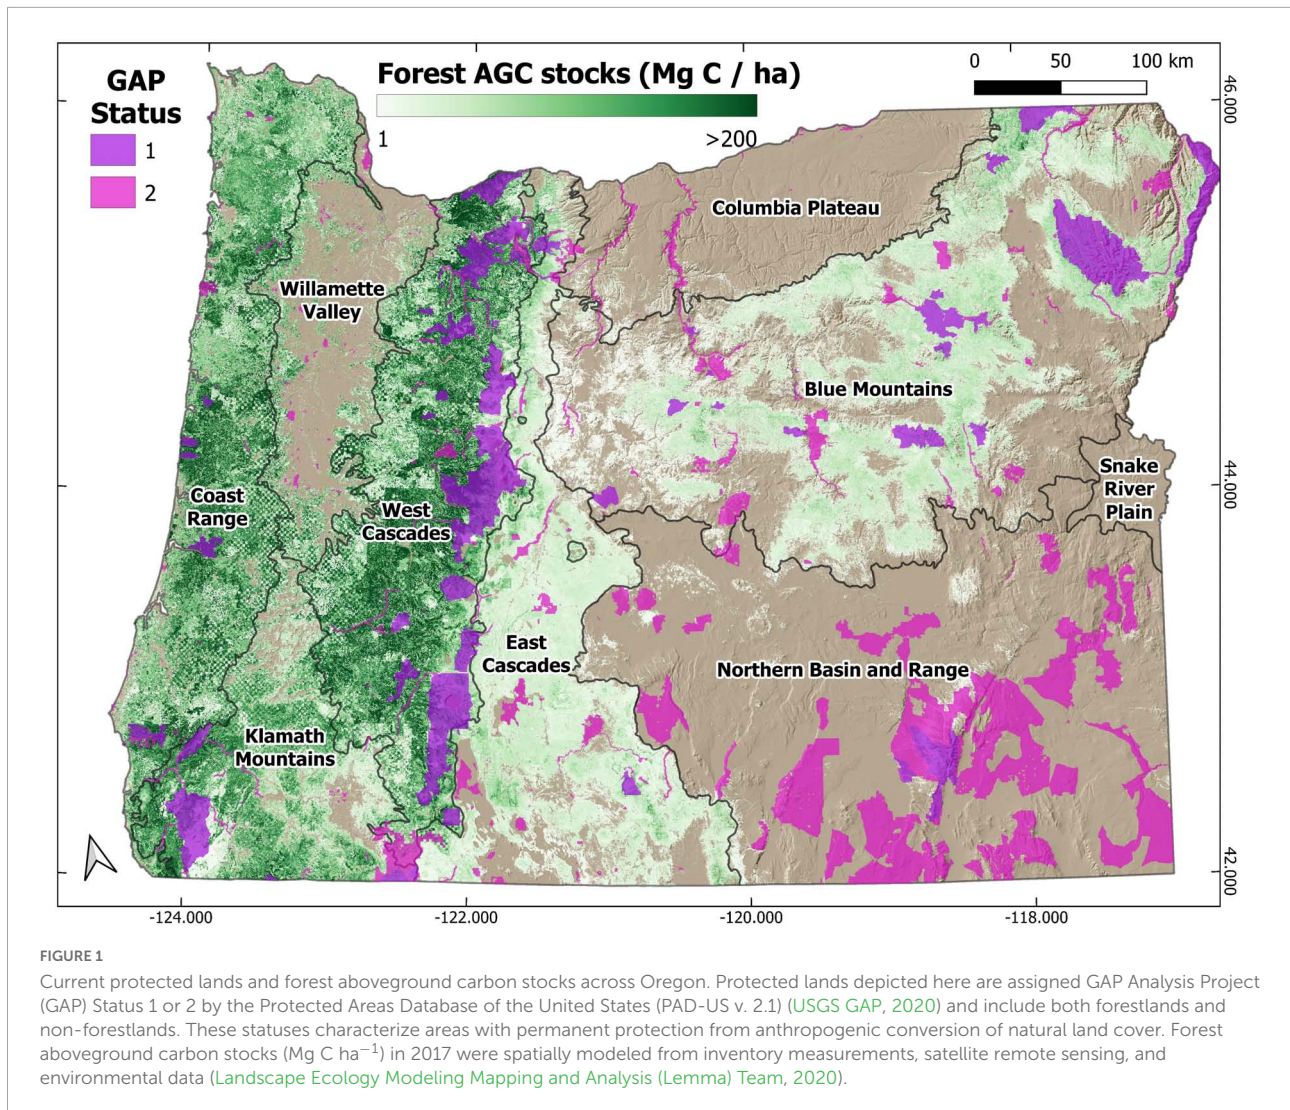 GAP
Status
1
2
Forest AGC stocks (Mg C / ha)
1
>200
0 50 100 km
46.000
44.000
42.000
Columbia Plateau
Willamette
Valley
Blue Mountains
Snake
River
Plain
Coast
Range
West
Cascades
East
Cascades
Northern Basin and Range
Klamath
Mountains
-124.000 -122.000 -120.000 -118.000
FIGURE 1
Current protected lands and forest aboveground carbon stocks across Oregon. Protected lands depicted here are assigned GAP Analysis Project
(GAP) Status 1 or 2 by the Protected Areas Database of the United States (PAD-US v. 2.1) (USGS GAP, 2020) and include both forestlands and
non-forestlands. These statuses characterize areas with permanent protection from anthropogenic conversion of natural land cover. Forest
aboveground carbon stocks (Mg C ha⁻¹) in 2017 were spatially modeled from inventory measurements, satellite remote sensing, and
environmental data (Landscape Ecology Modeling Mapping and Analysis (Lemma) Team, 2020).